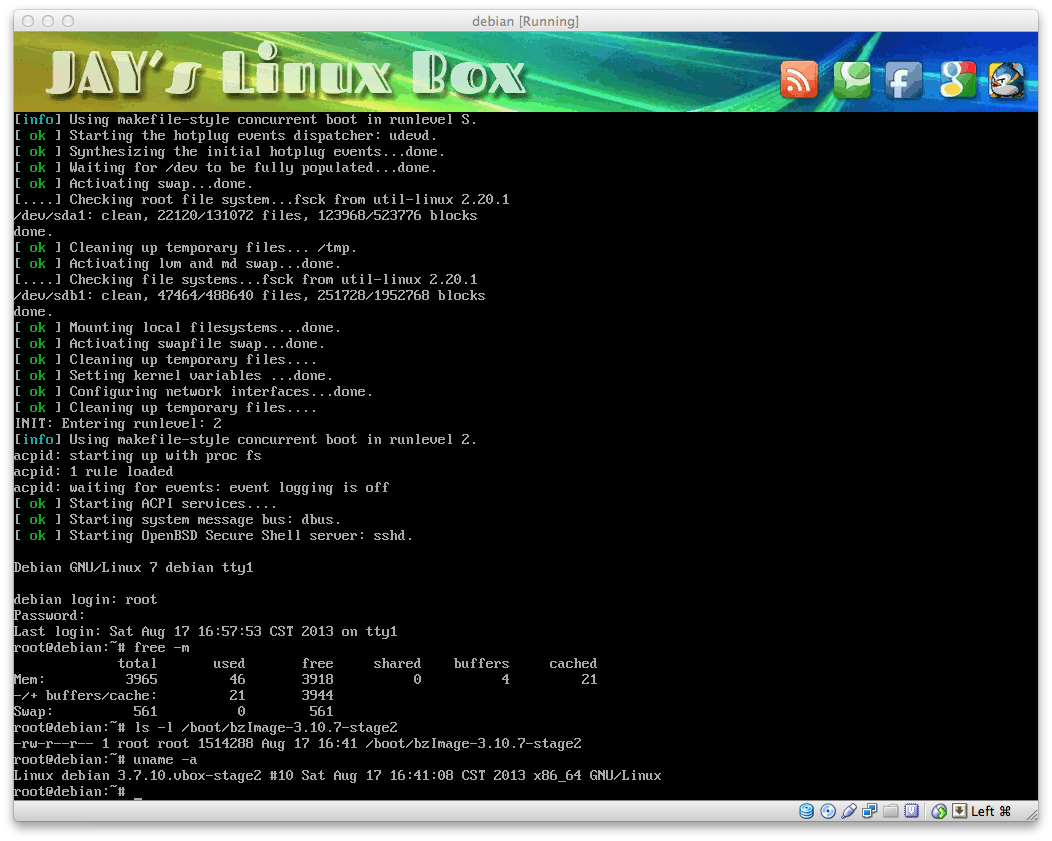 debian [Running]
JAY's Linux Box
[info] Using makefile-style concurrent boot in runlevel S.
[ ok ] Starting the hotplug events dispatcher: udevd.
[ ok ] Synthesizing the initial hotplug events...done.
[ ok ] Waiting for /dev to be fully populated...done.
[ ok ] Activating swap...done.
[....] Checking root file system...fsck from util-linux 2.20.1
/dev/sda1: clean, 22120/131072 files, 123968/523776 blocks
done.
[ ok ] Cleaning up temporary files... /tmp.
[ ok ] Activating lvm and md swap...done.
[....] Checking file systems...fsck from util-linux 2.20.1
/dev/sdb1: clean, 47464/488640 files, 251728/1952768 blocks
done.
[ ok ] Mounting local filesystems...done.
[ ok ] Activating swapfile swap...done.
[ ok ] Cleaning up temporary files....
[ ok ] Setting kernel variables ...done.
[ ok ] Configuring network interfaces...done.
[ ok ] Cleaning up temporary files....
INIT: Entering runlevel: 2
[info] Using makefile-style concurrent boot in runlevel 2.
acpid: starting up with proc fs
acpid: 1 rule loaded
acpid: waiting for events: event logging is off
[ ok ] Starting ACPI services....
[ ok ] Starting system message bus: dbus.
[ ok ] Starting OpenBSD Secure Shell server: sshd.
Debian GNU/Linux 7 debian tty1
debian login: root
Password:
Last login: Sat Aug 17 16:57:53 CST 2013 on tty1
root@debian:~# free -m
total used free shared buffers cached
Mem: 3965 46 3918 0 4 21
-/+ buffers/cache: 21 3944
Swap: 561 0 561
root@debian:~# ls -l /boot/bzImage-3.10.7-stage2
-rw-r--r-- 1 root root 1514288 Aug 17 16:41 /boot/bzImage-3.10.7-stage2
root@debian:~# uname -a
Linux debian 3.7.10.vbox-stage2 #10 Sat Aug 17 16:41:08 CST 2013 x86_64 GNU/Linux
root@debian:~# _
Left ⌘